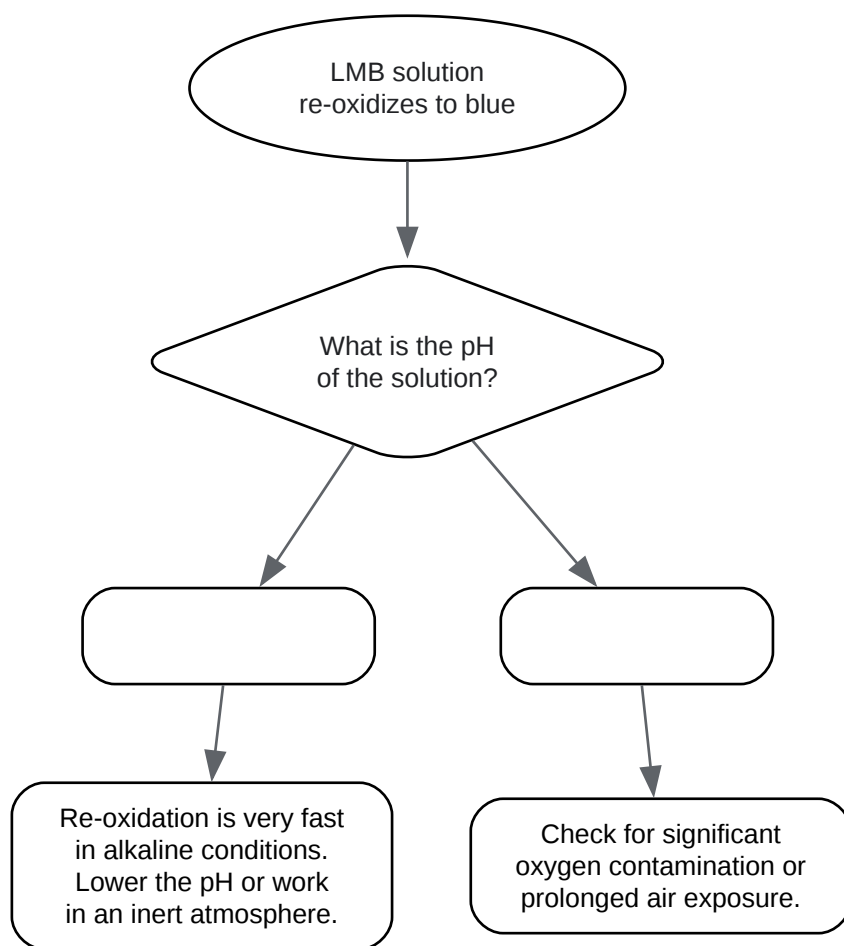 LMB solution
re-oxidizes to blue
What is the pH
of the solution?
Re-oxidation is very fast
in alkaline conditions.
Lower the pH or work
in an inert atmosphere.
Check for significant
oxygen contamination or
prolonged air exposure.